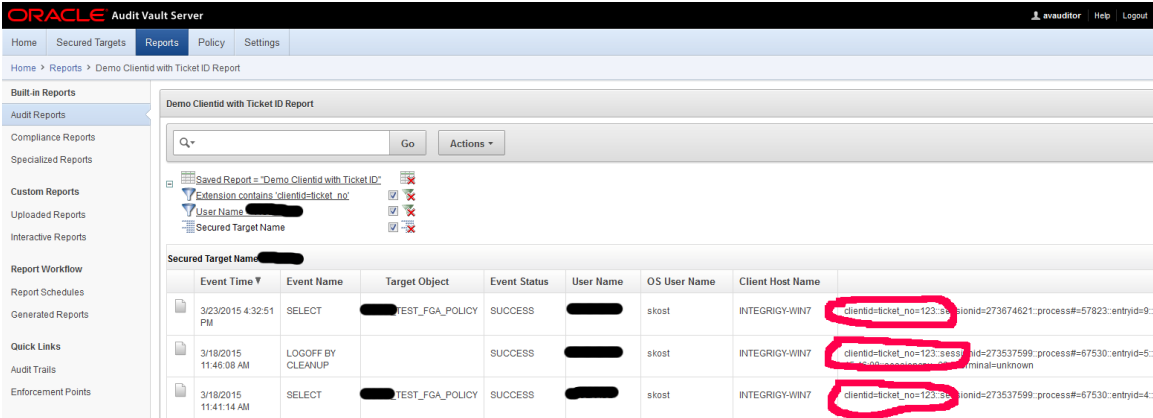 ORACLE Audit Vault Server
avauditor Help Logout
Home Secured Targets Reports Policy Settings
Home > Reports > Demo Clientid with Ticket ID Report
Built-in Reports
Audit Reports
Compliance Reports
Specialized Reports
Custom Reports
Uploaded Reports
Interactive Reports
Report Workflow
Report Schedules
Generated Reports
Quick Links
Audit Trails
Enforcement Points
Demo Clientid with Ticket ID Report
Go Actions
Saved Report = "Demo Clientid with Ticket ID"
Extension contains 'clientid=ticket_no'
User Name
Secured Target Name
Secured Target Name
Event Time Event Name Target Object Event Status User Name OS User Name Client Host Name
3/23/2015 4:32:51 PM SELECT TEST_FGA_POLICY SUCCESS skost INTEGRIGY-WIN7 clientid=ticket_no=123::sessionid=273674621::process#=57823::entryid=9::
3/18/2015 11:46:08 AM LOGOFF BY CLEANUP SUCCESS skost INTEGRIGY-WIN7 clientid=ticket_no=123::sessionid=273537599::process#=67530::entryid=5::
3/18/2015 11:41:14 AM SELECT TEST_FGA_POLICY SUCCESS skost INTEGRIGY-WIN7 clientid=ticket_no=123::sessionid=273537599::process#=67530::entryid=4::